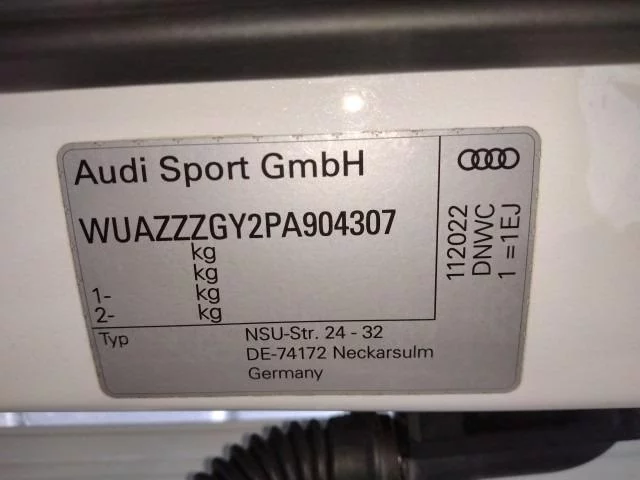 Audi Sport GmbH
WUAZZZGY2PA904307
kg
kg
1- kg
2- kg
Typ
NSU-Str. 24 - 32
DE-74172 Neckarsulm
Germany
112022
DNWC
1 =1EJ